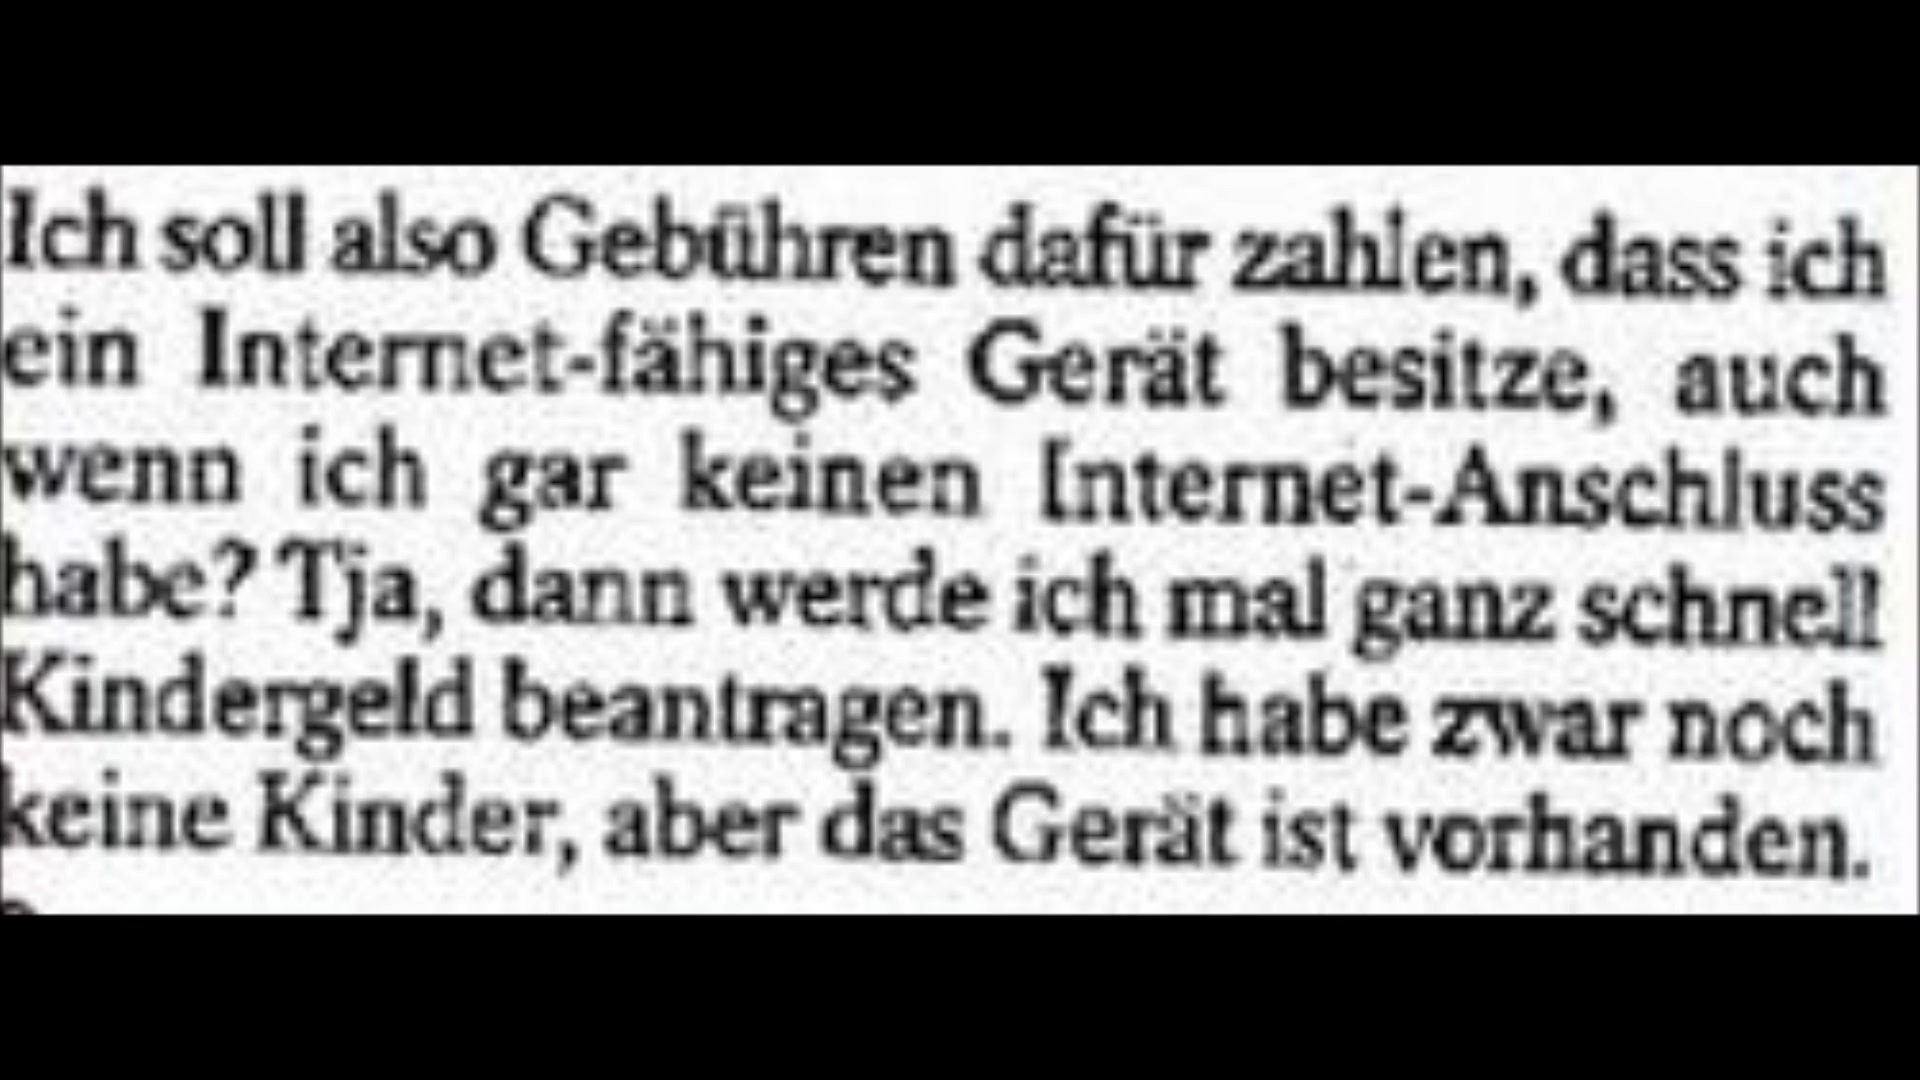 Ich soll also Gebühren dafür zahlen, dass ich
ein Internet-fähiges Gerät besitze, auch
wenn ich gar keinen Internet-Anschluss
habe? Tja, dann werde ich mal ganz schnell
Kindergeld beantragen. Ich habe zwar noch
keine Kinder, aber das Gerät ist vorhanden.